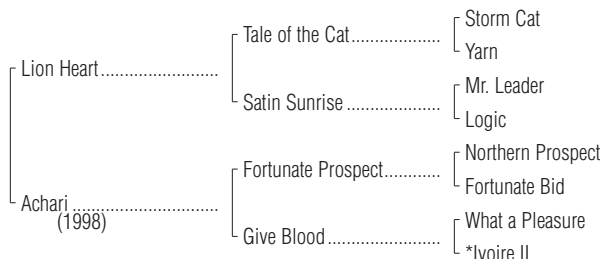 Storm Cat
Tale of the Cat...................
Yarn
Lion Heart.........................
Mr. Leader
Satin Sunrise ....................
Logic
Northern Prospect
Fortunate Prospect............
Fortunate Bid
Achari ...............................
(1998)
What a Pleasure
Give Blood........................
*Ivoire II